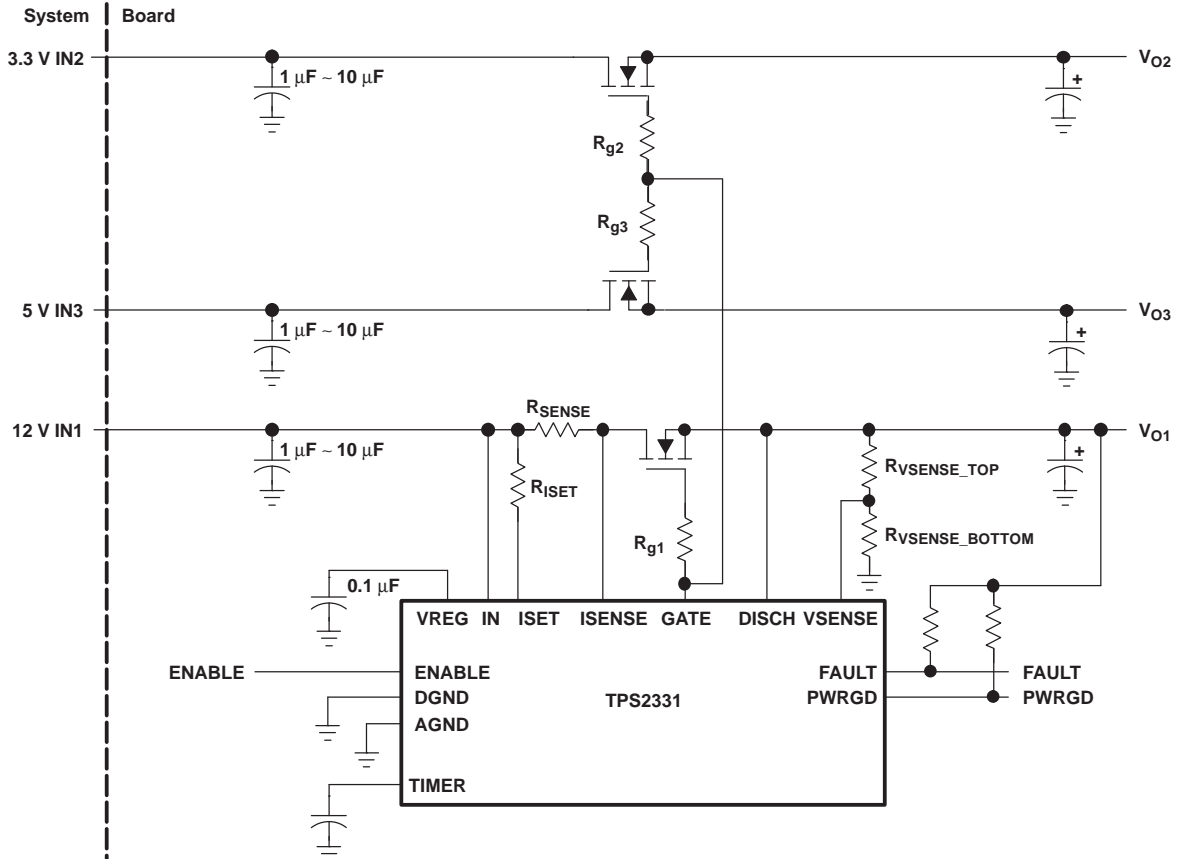 System
Board
3.3 V IN2
1 μF ~ 10 μF
VO2
+
Rg2
Rg3
5 V IN3
1 μF ~ 10 μF
VO3
+
RSENSE
12 V IN1
1 μF ~ 10 μF
VO1
+
RISET
RVSENSE_TOP
Rg1
RVSENSE_BOTTOM
0.1 μF
VREG IN ISET ISENSE GATE DISCH VSENSE
ENABLE
ENABLE
FAULT
FAULT
DGND
TPS2331
PWRGD
PWRGD
AGND
TIMER